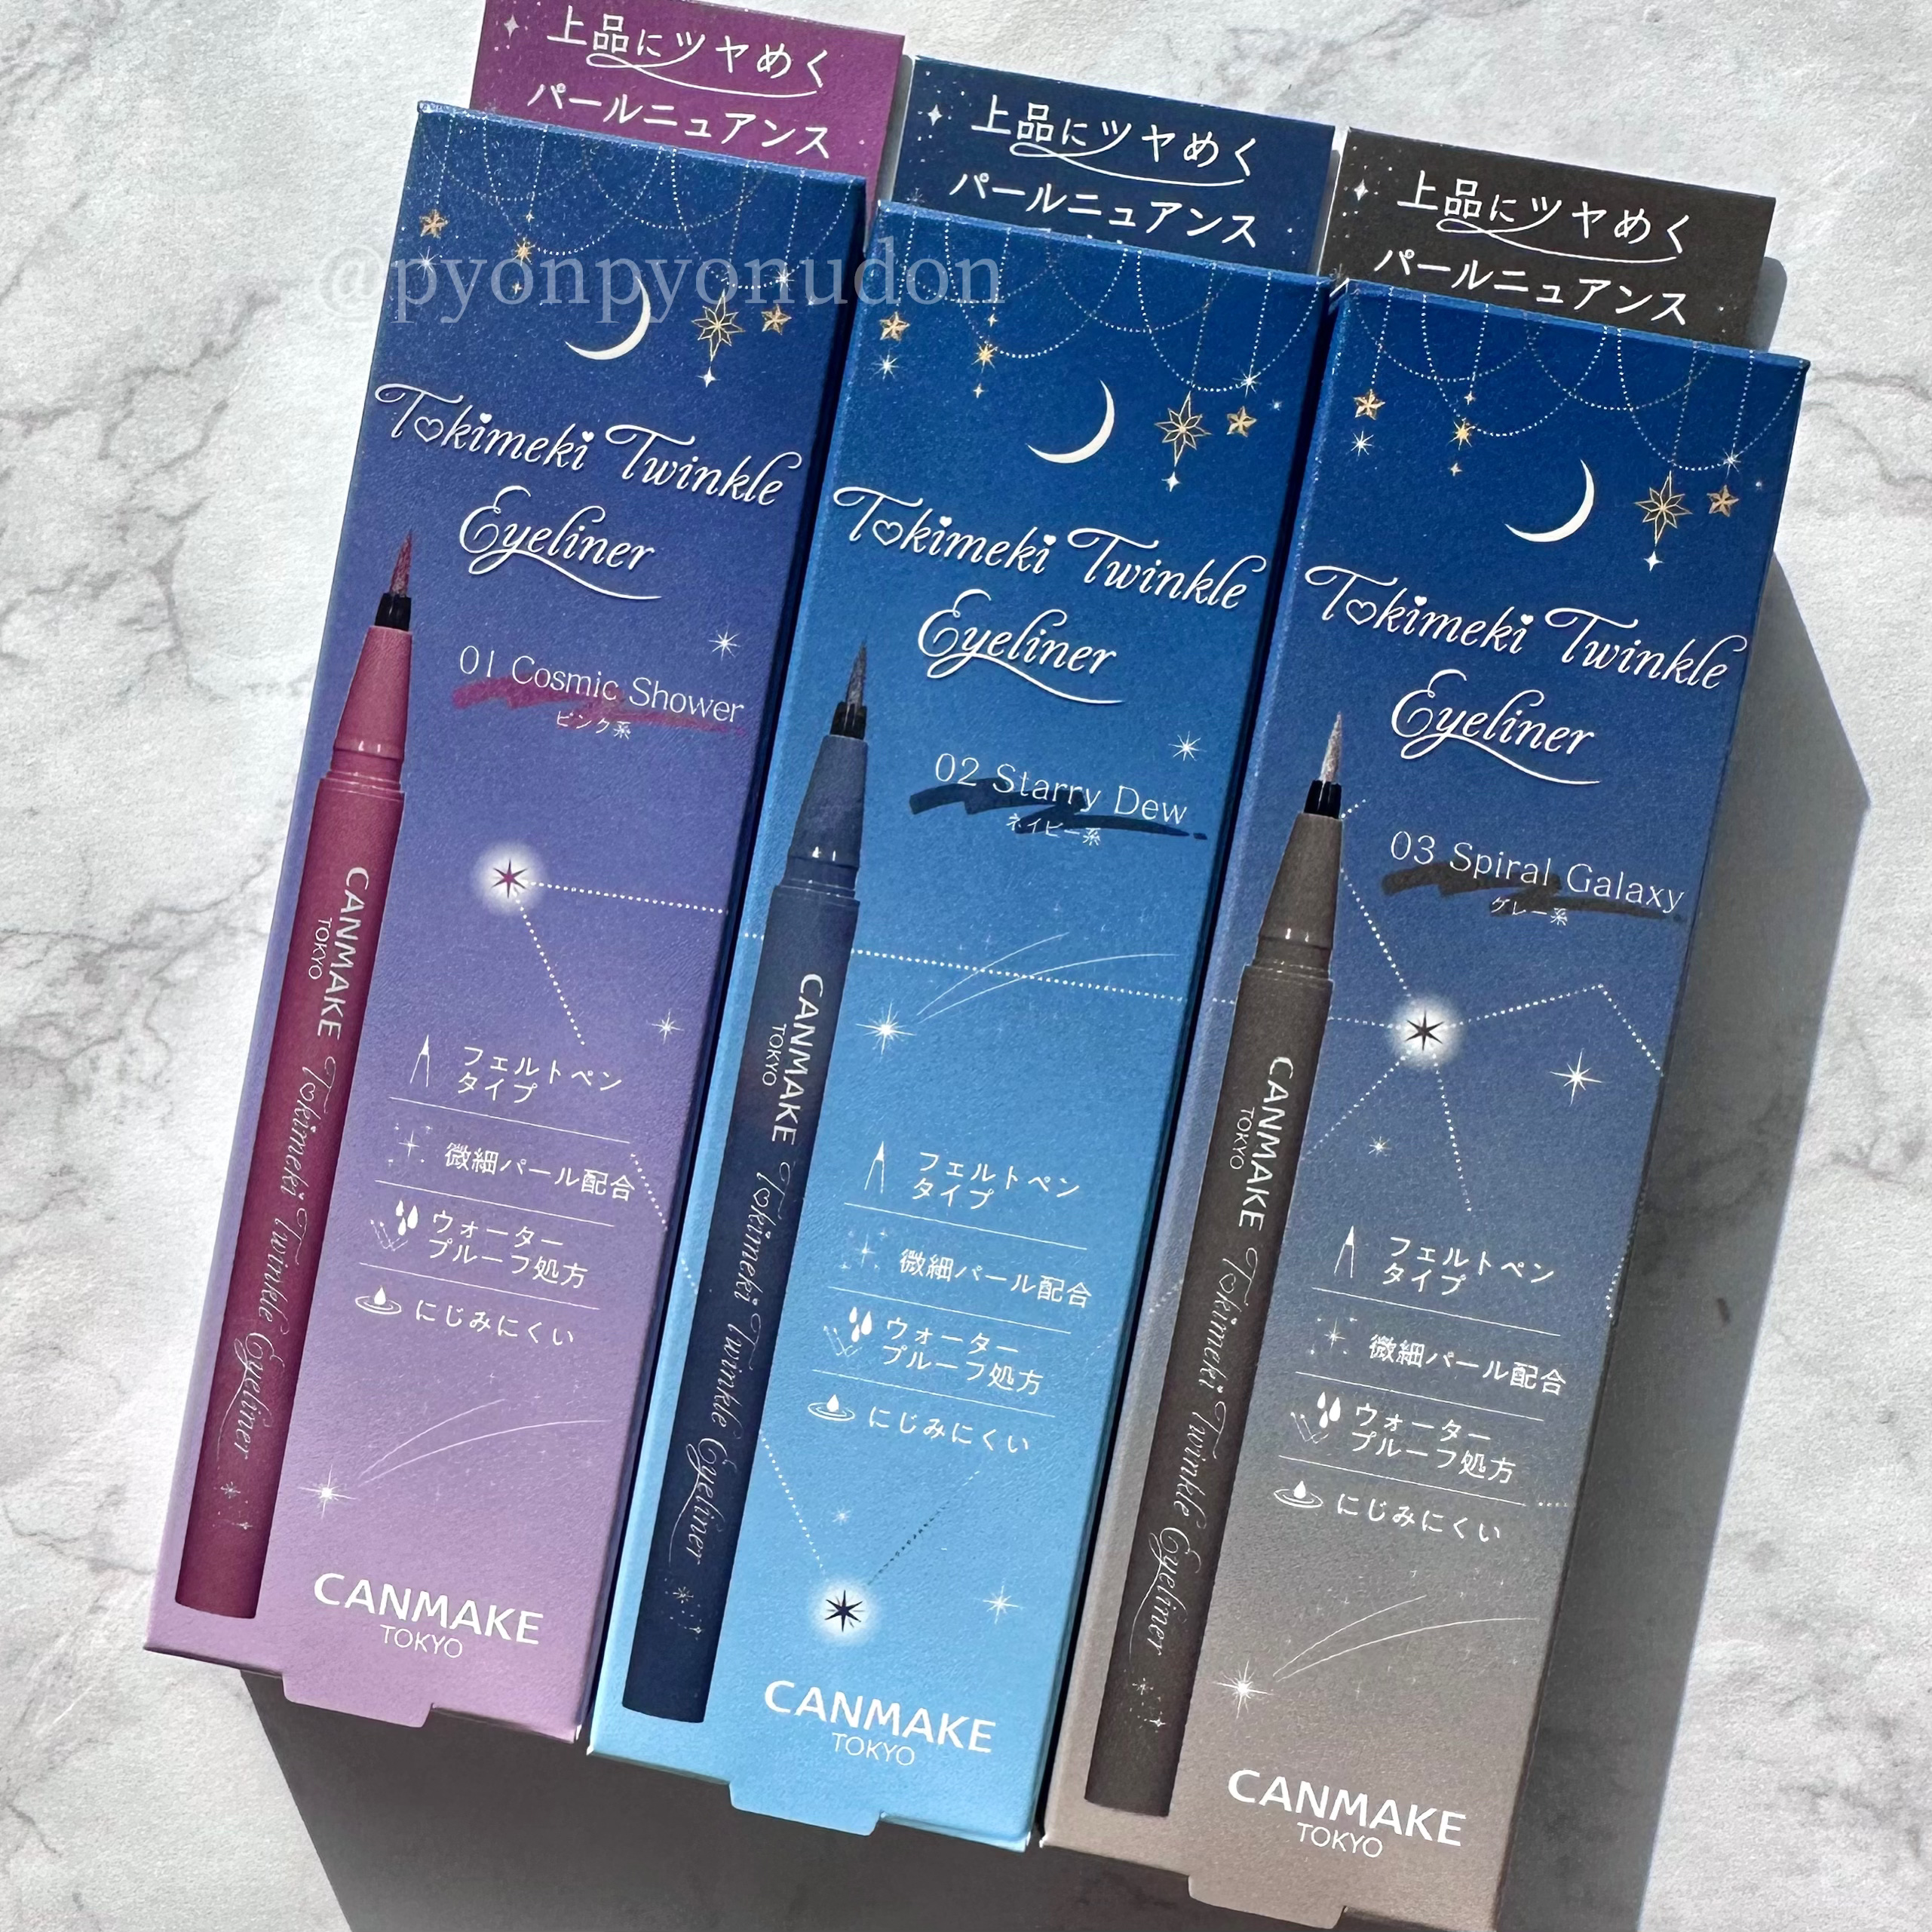 上品にツヤめく
パールニュアンス
Tokimeki Twinkle
Eyeliner
01 Cosmic Shower
ピンク系
CANMAKE
TOKYO
Tokimeki Twinkle Eyeliner
フェルトペン
タイプ
微細パール配合
ウォーター
プルーフ処方
にじみにくい
CANMAKE
TOKYO
上品にツヤめく
パールニュアンス
Tokimeki Twinkle
Eyeliner
02 Starry Dew
ネイビー系
CANMAKE
TOKYO
Tokimeki Twinkle Eyeliner
フェルトペン
タイプ
微細パール配合
ウォーター
プルーフ処方
にじみにくい
CANMAKE
TOKYO
上品にツヤめく
パールニュアンス
Tokimeki Twinkle
Eyeliner
03 Spiral Galaxy
グレー系
CANMAKE
TOKYO
Tokimeki Twinkle Eyeliner
フェルトペン
タイプ
微細パール配合
ウォーター
プルーフ処方
にじみにくい
CANMAKE
TOKYO
@pyonpyonudon